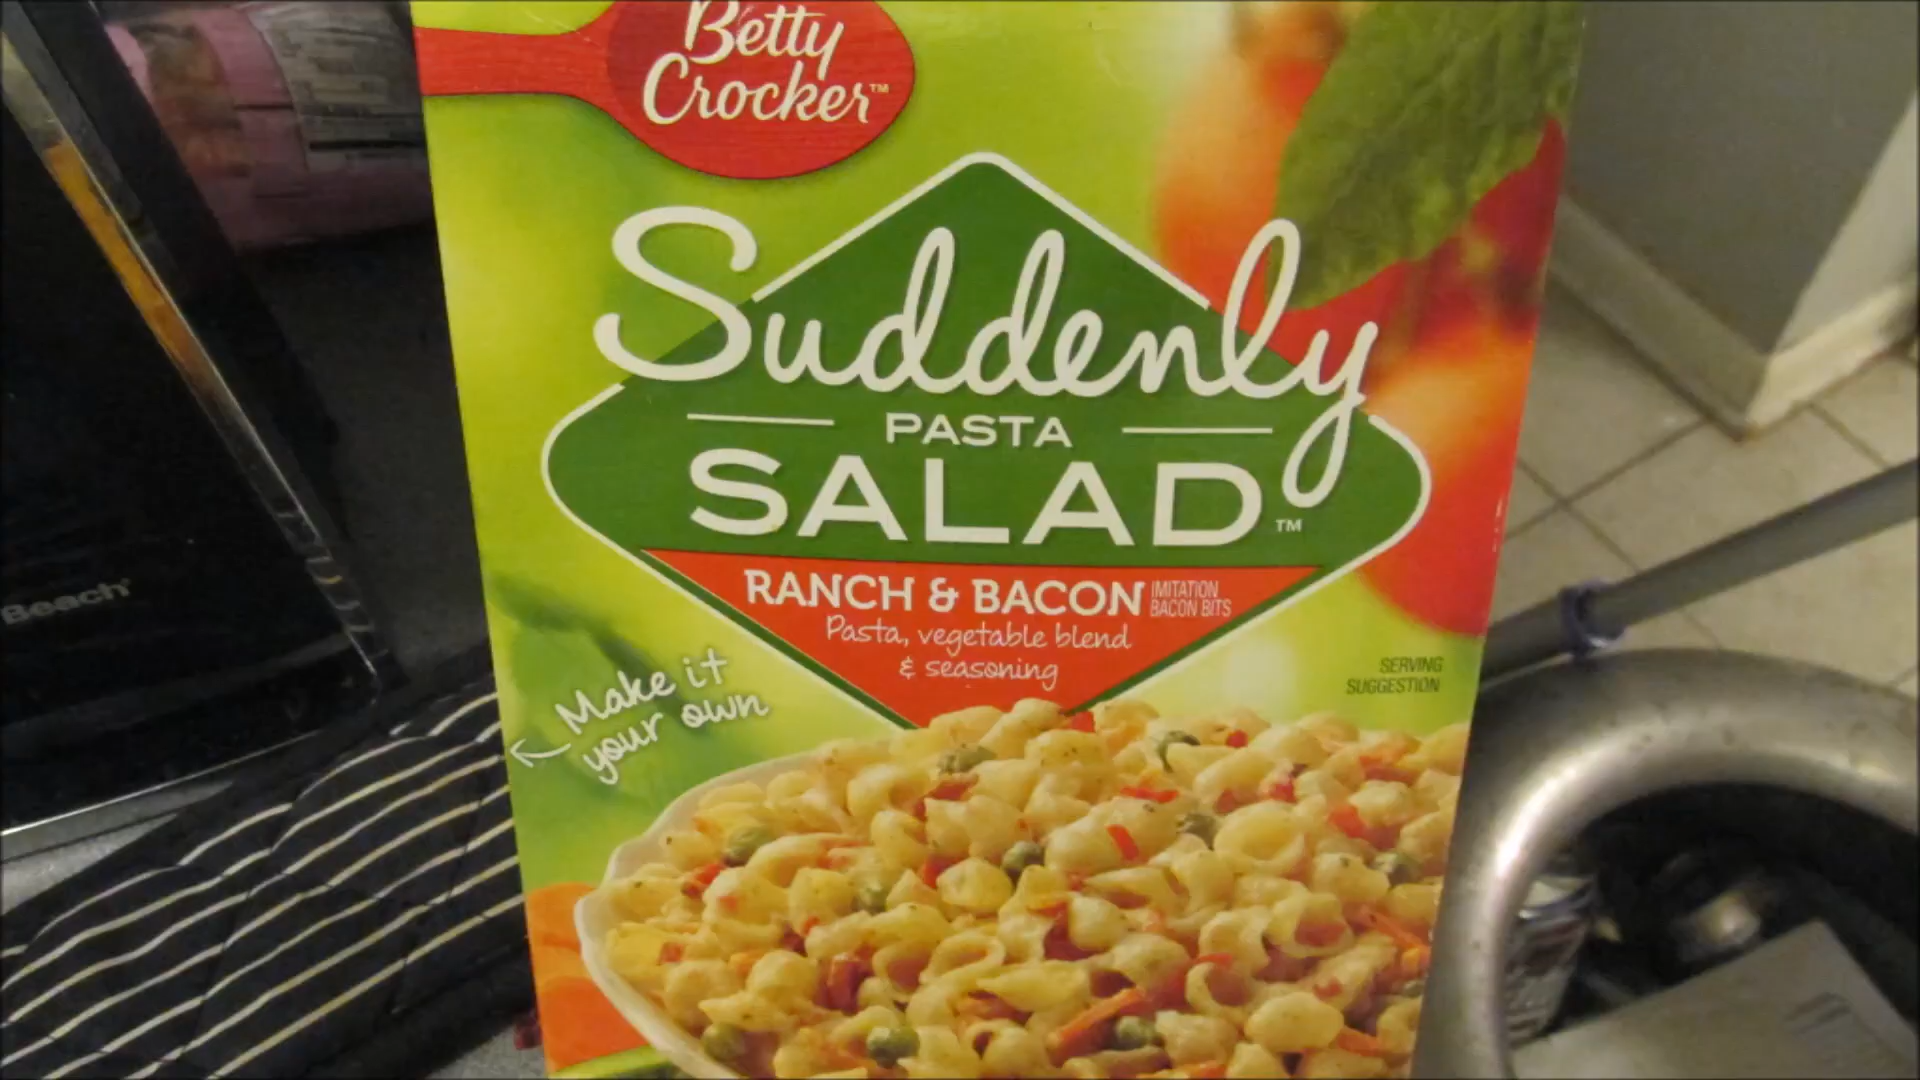 Betty
Crocker™
Suddenly
PASTA
SALAD™
RANCH & BACON IMITATION BACON BITS
Pasta, vegetable blend
& seasoning
Make it
your own
SERVING
SUGGESTION
Beach